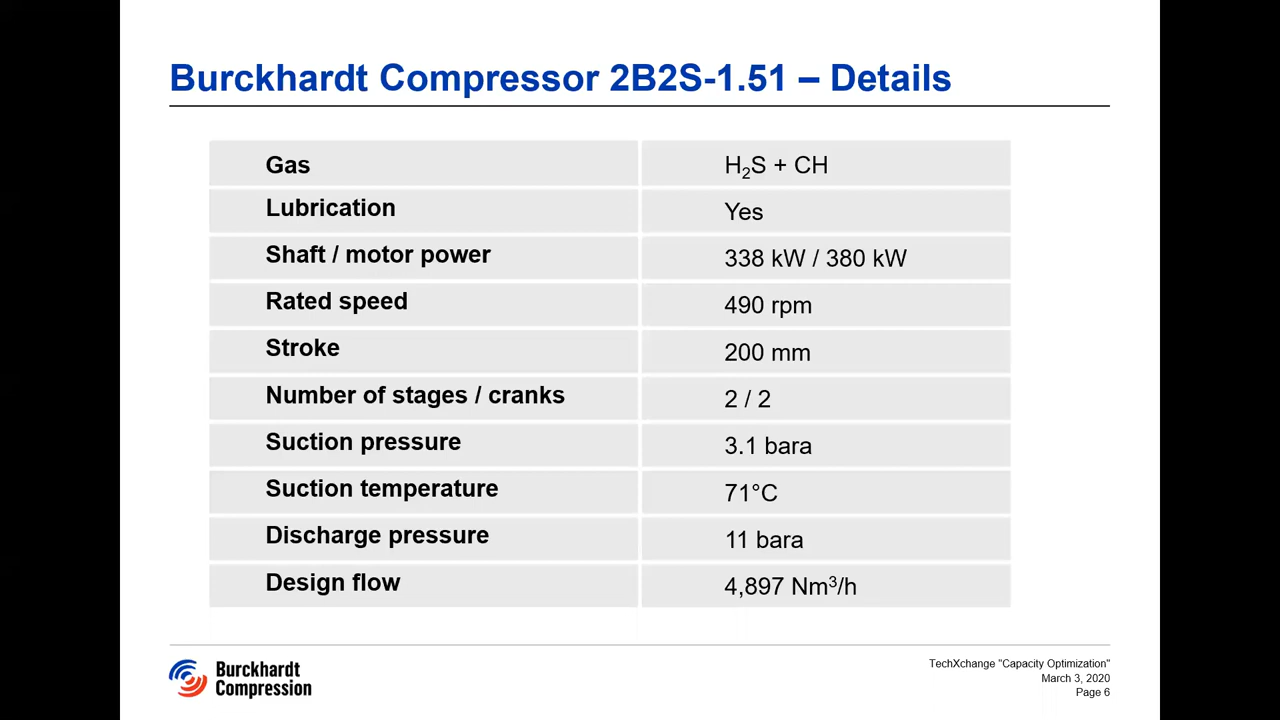 Burckhardt Compressor 2B2S-1.51 – Details
Gas H₂S + CH
Lubrication Yes
Shaft / motor power 338 kW / 380 kW
Rated speed 490 rpm
Stroke 200 mm
Number of stages / cranks 2 / 2
Suction pressure 3.1 bara
Suction temperature 71°C
Discharge pressure 11 bara
Design flow 4,897 Nm³/h
Burckhardt
Compression
TechXchange "Capacity Optimization"
March 3, 2020
Page 6